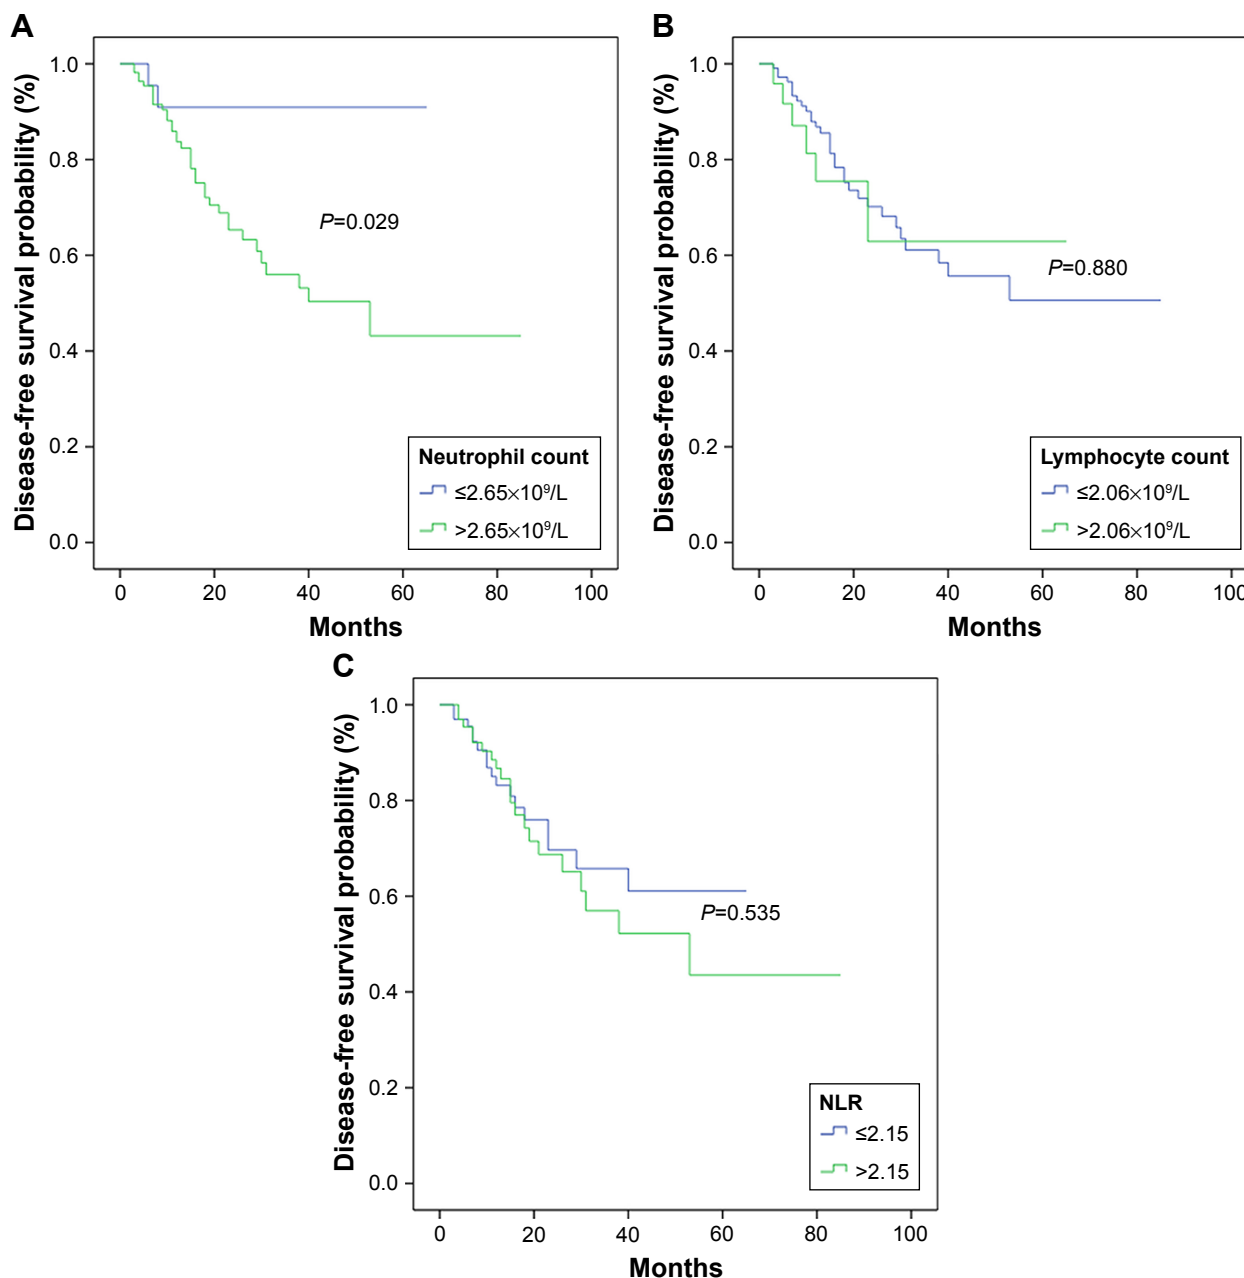 A
Disease-free survival probability (%)
1.0
0.8
0.6
0.4
0.2
0.0
P=0.029
Neutrophil count
≤2.65×10⁹/L
>2.65×10⁹/L
0 20 40 60 80 100
Months
B
Disease-free survival probability (%)
1.0
0.8
0.6
0.4
0.2
0.0
P=0.880
Lymphocyte count
≤2.06×10⁹/L
>2.06×10⁹/L
0 20 40 60 80 100
Months
C
Disease-free survival probability (%)
1.0
0.8
0.6
0.4
0.2
0.0
P=0.535
NLR
≤2.15
>2.15
0 20 40 60 80 100
Months